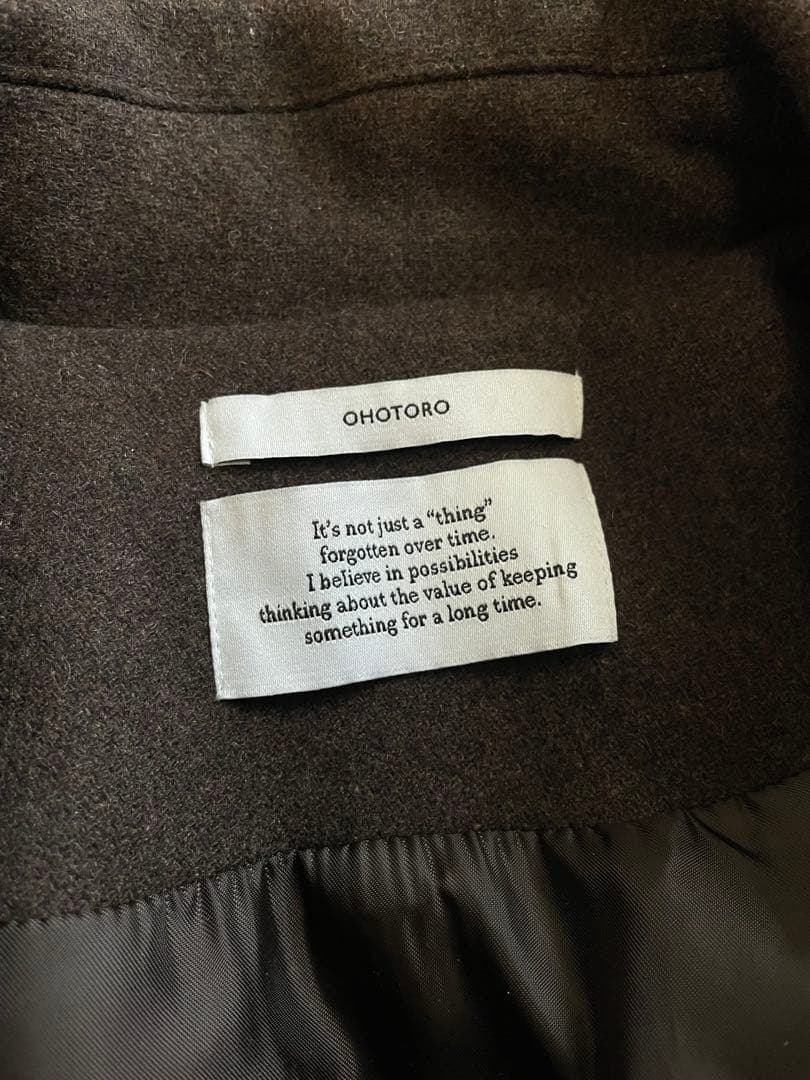 OHOTORO
It's not just a "thing"
forgotten over time.
I believe in possibilities
thinking about the value of keeping
something for a long time.